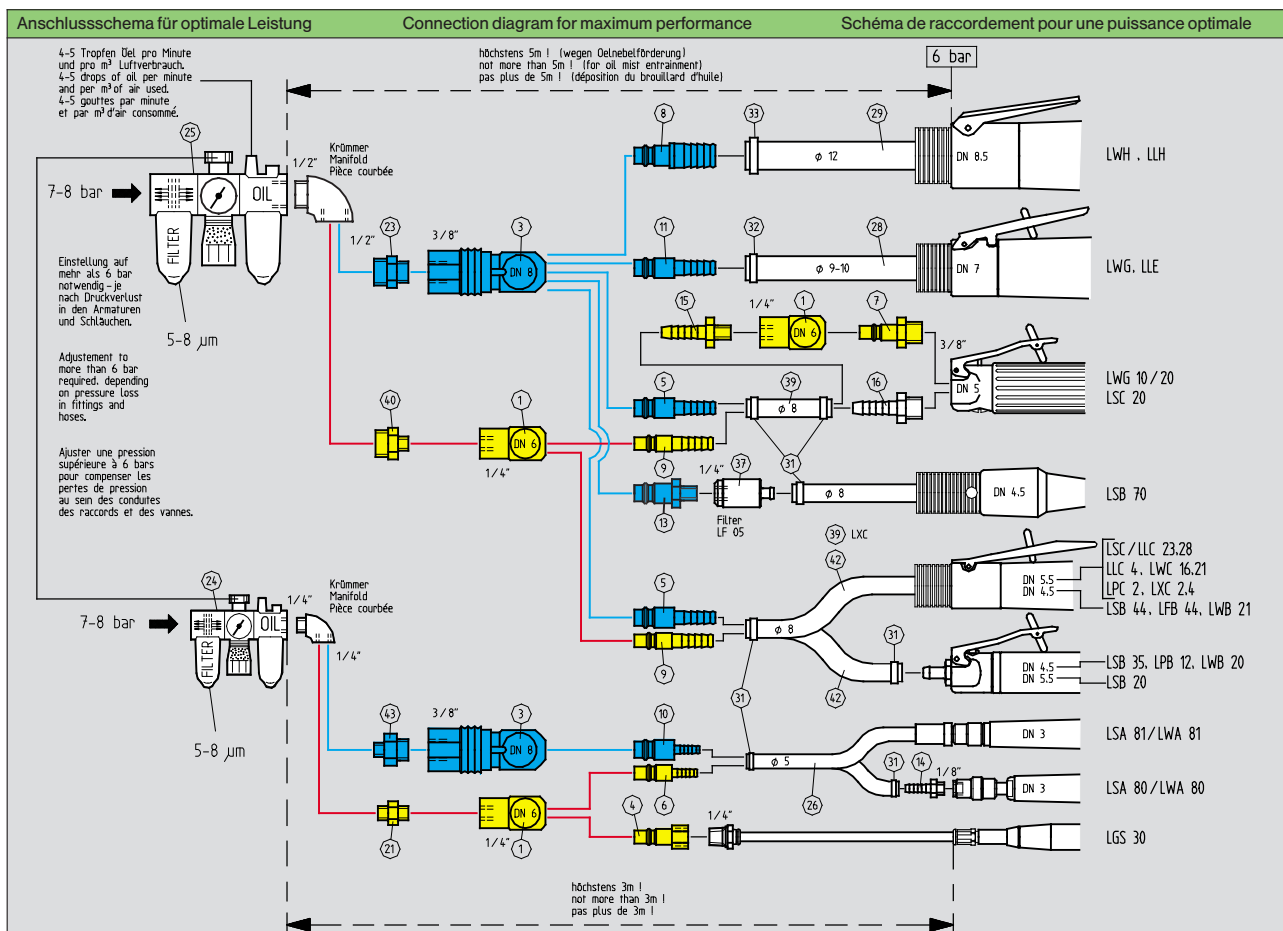 Anschlussschema für optimale Leistung
Connection diagram for maximum performance
Schéma de raccordement pour une puissance optimale
4-5 Tropfen Oel pro Minute
und pro m³ Luftverbrauch.
4-5 drops of oil per minute
and per m³ of air used.
4-5 gouttes par minute
et par m³ d'air consommé.
höchstens 5m ! (wegen Oelnebelförderung)
not more than 5m ! (for oil mist entrainment)
pas plus de 5m ! (déposition du brouillard d'huile)
6 bar
25
1/2"
Krümmer
Manifold
Pièce courbée
7-8 bar
OIL
FILTER
5-8 µm
8
33
29
ϕ 12
DN 8.5
LWH . LLH
1/2"
23
3/8"
3
DN 8
11
32
28
ϕ 9-10
DN 7
LWG. LLE
Einstellung auf
mehr als 6 bar
notwendig - je
nach Druckverlust
in den Armaturen
und Schläuchen.
Adjustement to
more than 6 bar
required. depending
on pressure loss
in fittings and
hoses.
Ajuster une pression
supérieure à 6 bars
pour compenser les
pertes de pression
au sein des condutes
des raccords et des vannes.
15
1/4"
1
DN 6
7
3/8"
5
39
ϕ 8
16
DN 5
LWG 10/20
LSC 20
40
1
DN 6
1/4"
9
31
13
1/4"
37
Filter
LF 05
ϕ 8
DN 4.5
LSB 70
39 LXC
42
5
9
ϕ 8
31
42
31
DN 5.5
DN 4.5
LSC/LLC 23.28
LLC 4. LWC 16.21
LPC 2. LXC 2.4
LSB 44. LFB 44. LWB 21
DN 4.5
DN 5.5
LSB 35. LPB 12. LWB 20
LSB 20
24
1/4"
Krümmer
Manifold
Pièce courbée
7-8 bar
OIL
FILTER
1/4"
5-8 µm
43
3/8"
3
DN 8
10
6
ϕ 5
26
DN 3
LSA 81/LWA 81
31
14
1/8"
DN 3
LSA 80/LWA 80
21
DN 6
1/4"
1
4
1/4"
LGS 30
höchstens 3m !
not more than 3m !
pas plus de 3m !